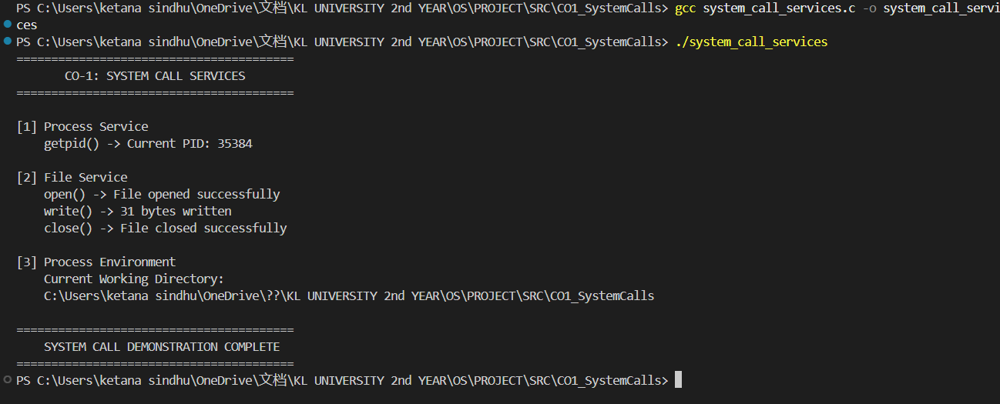 PS C:\Users\ketana sindhu\OneDrive\文档\KL UNIVERSITY 2nd YEAR\OS\PROJECT\SRC\CO1_SystemCalls> gcc system_call_services.c -o system_call_servi
ces
PS C:\Users\ketana sindhu\OneDrive\文档\KL UNIVERSITY 2nd YEAR\OS\PROJECT\SRC\CO1_SystemCalls> ./system_call_services
========================================
CO-1: SYSTEM CALL SERVICES
========================================
[1] Process Service
getpid() -> Current PID: 35384
[2] File Service
open() -> File opened successfully
write() -> 31 bytes written
close() -> File closed successfully
[3] Process Environment
Current Working Directory:
C:\Users\ketana sindhu\OneDrive\??\KL UNIVERSITY 2nd YEAR\OS\PROJECT\SRC\CO1_SystemCalls
========================================
SYSTEM CALL DEMONSTRATION COMPLETE
========================================
PS C:\Users\ketana sindhu\OneDrive\文档\KL UNIVERSITY 2nd YEAR\OS\PROJECT\SRC\CO1_SystemCalls>